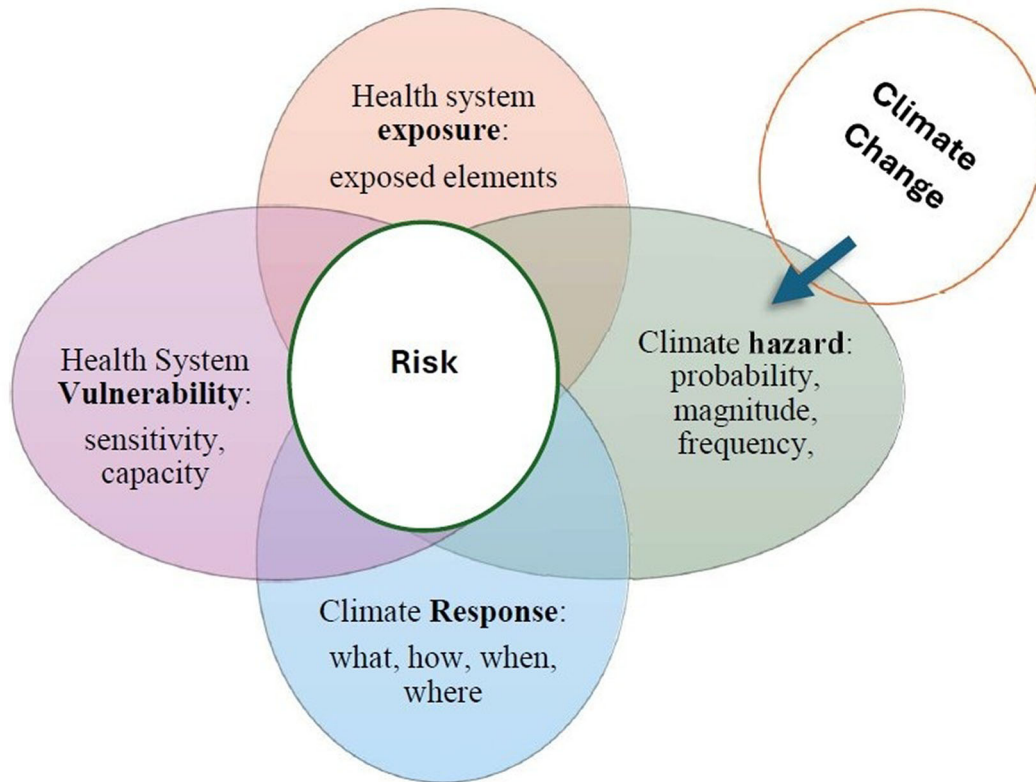 Health system
exposure:
exposed elements
Climate
Change
Health System
Vulnerability:
sensitivity,
capacity
Risk
Climate hazard:
probability,
magnitude,
frequency,
Climate Response:
what, how, when,
where